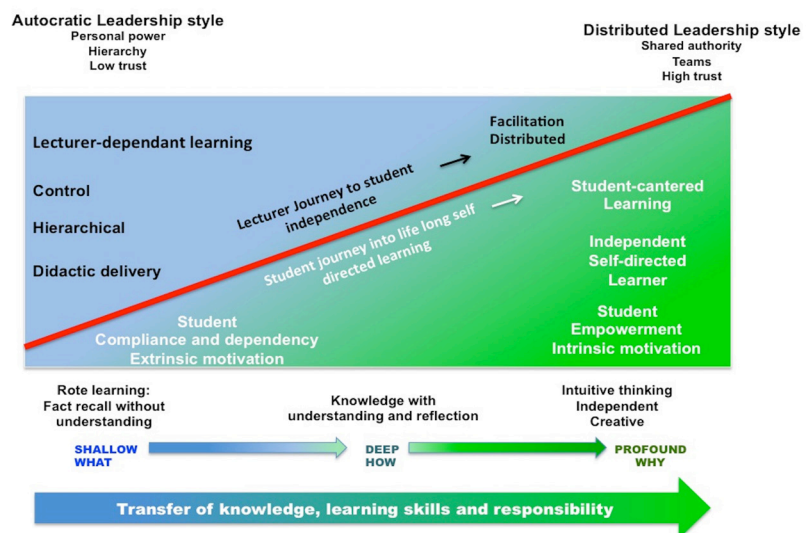 Autocratic Leadership style
Personal power
Hierarchy
Low trust
Distributed Leadership style
Shared authority
Teams
High trust
Lecturer-dependant learning
Control
Hierarchical
Didactic delivery
Lecturer Journey to student
independence
Facilitation
Distributed
Student journey into life long self
directed learning
Student-cantered
Learning
Independent
Self-directed
Learner
Student
Empowerment
Intrinsic motivation
Student
Compliance and dependency
Extrinsic motivation
Rote learning:
Fact recall without
understanding
Knowledge with
understanding and reflection
Intuitive thinking
Independent
Creative
SHALLOW
WHAT
DEEP
HOW
PROFOUND
WHY
Transfer of knowledge, learning skills and responsibility